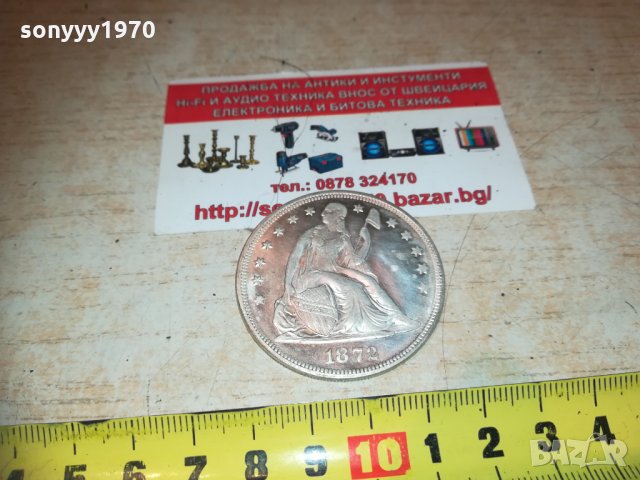 sonyyy1970
ПРОДАЖБА НА АНТИКИ И ИНСТУМЕНТИ
Hi-Fi И АУДИО ТЕХНИКА ВНОС ОТ ШВЕЙЦАРИЯ
ЕЛЕКТРОНИКА И БИТОВА ТЕХНИКА
тел.: 0878 324170
.bazar.bg/
1872
4 5 6 7 8 9 10 1 2 3 4
BAZAR